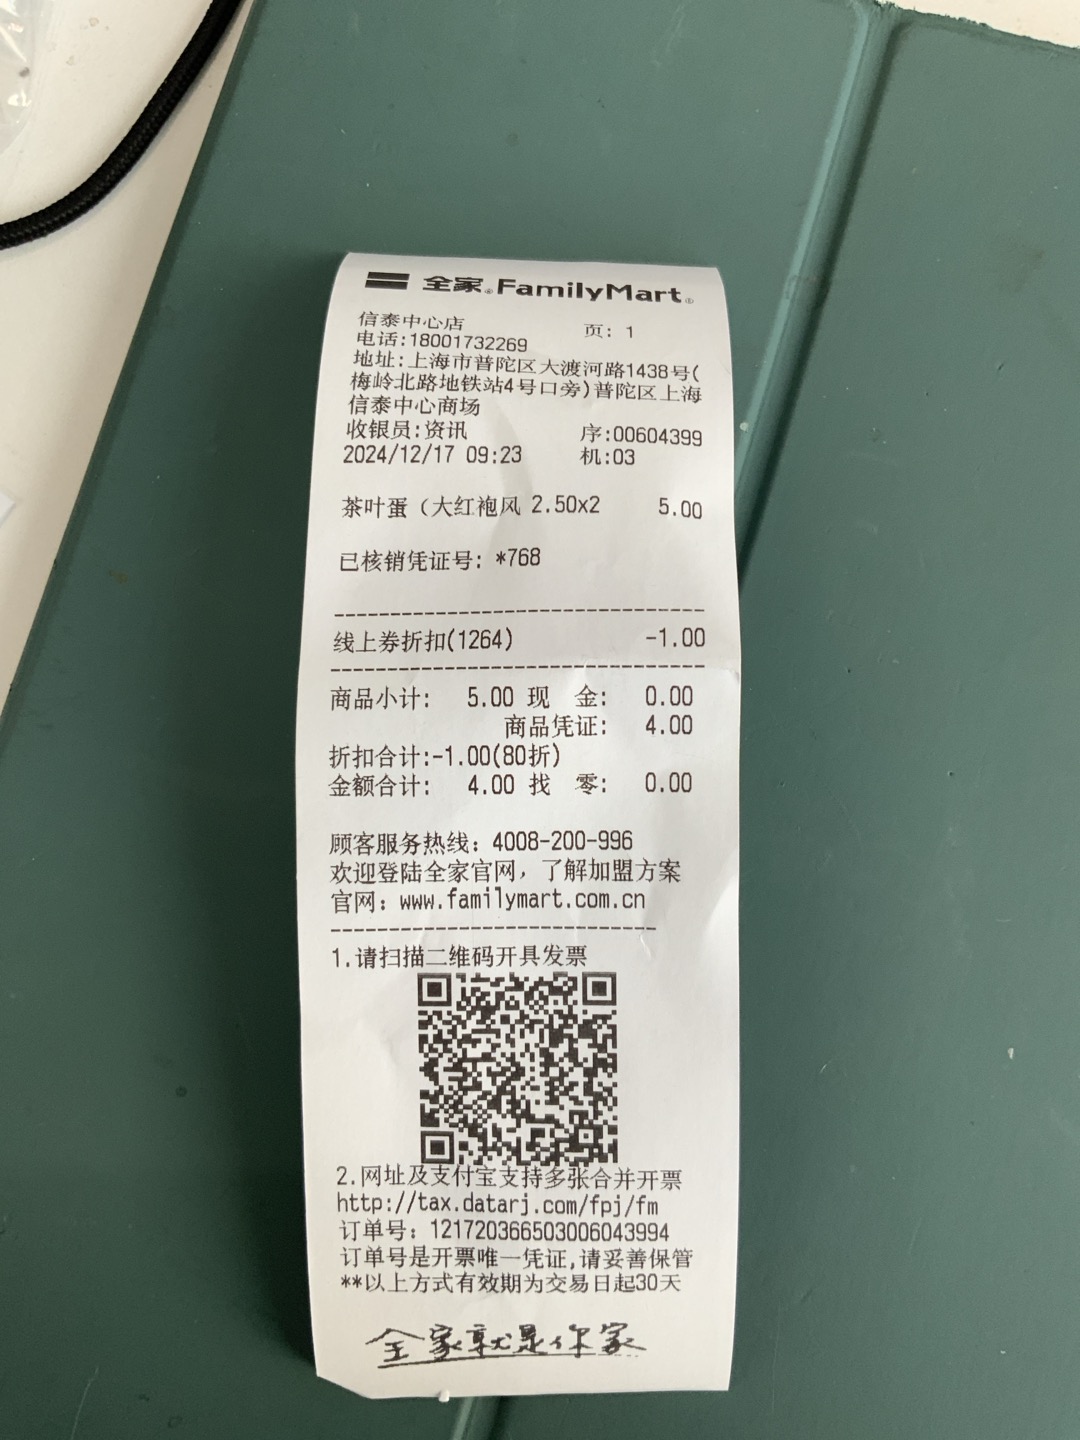 全家®FamilyMart®
信泰中心店 页: 1
电话:18001732269
地址:上海市普陀区大渡河路1438号(
梅岭北路地铁站4号口旁)普陀区上海
信泰中心商场
收银员:资讯 序:00604399
2024/12/17 09:23 机:03
茶叶蛋（大红袍风 2.50x2 5.00
已核销凭证号: *768
--------------------------------
线上券折扣(1264) -1.00
--------------------------------
商品小计: 5.00 现 金: 0.00
商品凭证: 4.00
折扣合计:-1.00(80折)
金额合计: 4.00 找 零: 0.00
顾客服务热线: 4008-200-996
欢迎登陆全家官网，了解加盟方案
官网: www.familymart.com.cn
----------------------------
1.请扫描二维码开具发票
2.网址及支付宝支持多张合并开票
http://tax.datarj.com/fpj/fm
订单号: 121720366503006043994
订单号是开票唯一凭证,请妥善保管
**以上方式有效期为交易日起30天
全家就是你家